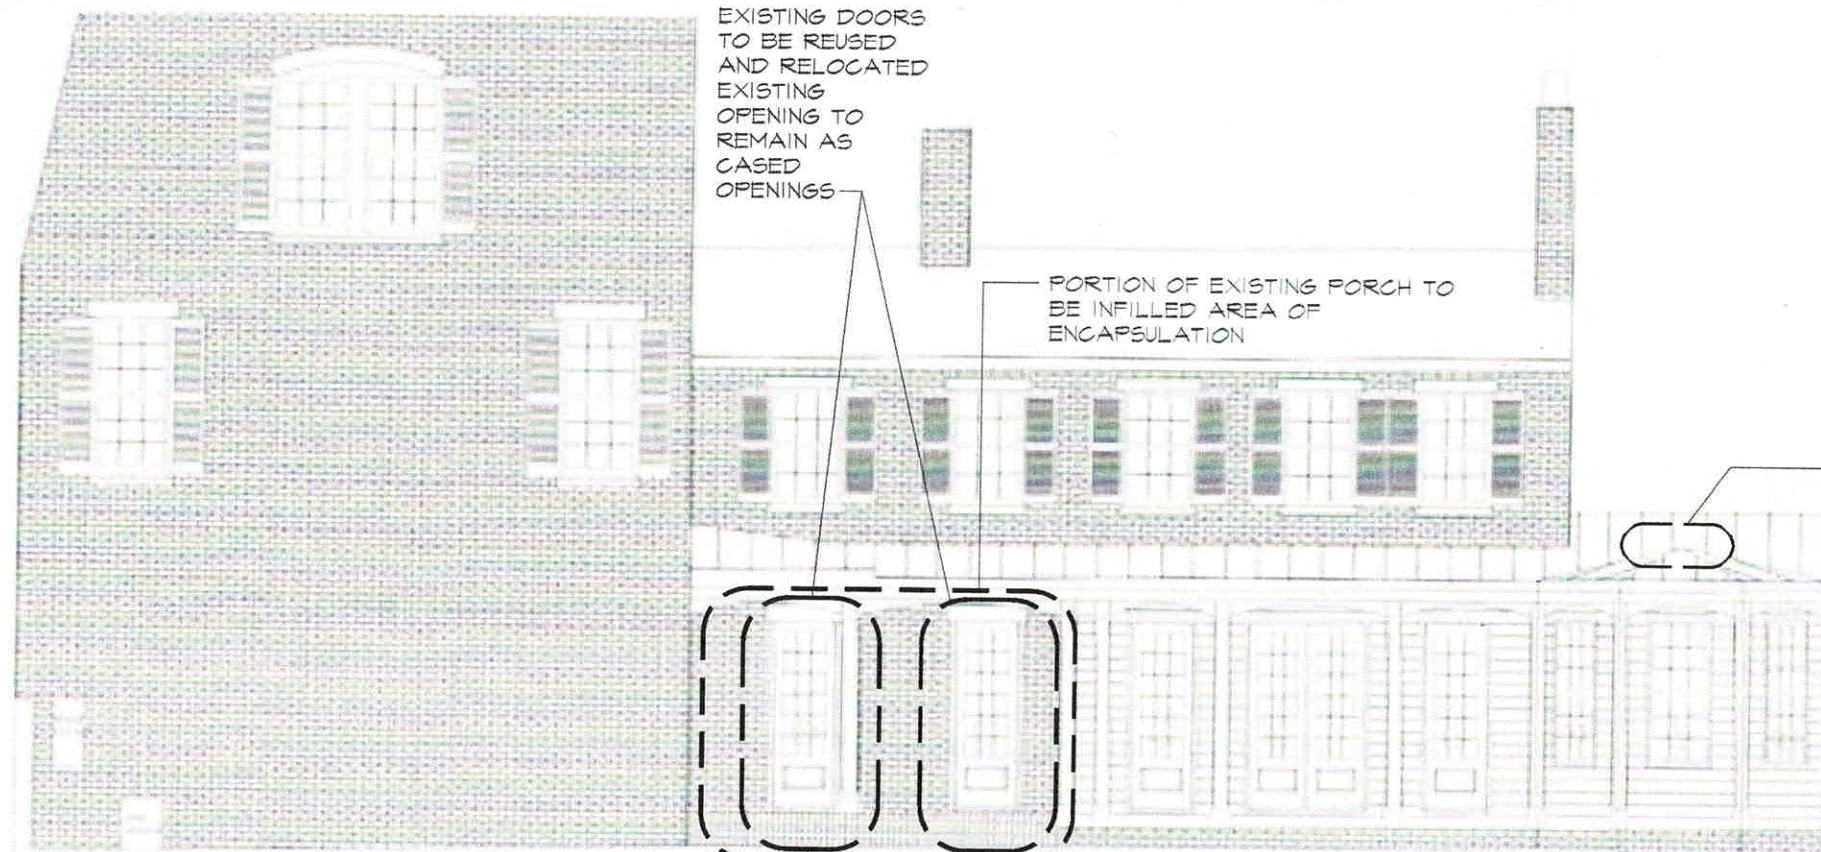 EXISTING DOORS
TO BE REUSED
AND RELOCATED
EXISTING
OPENING TO
REMAIN AS
CASED
OPENINGS
PORTION OF EXISTING PORCH TO
BE INFILLED AREA OF
ENCAPSULATION